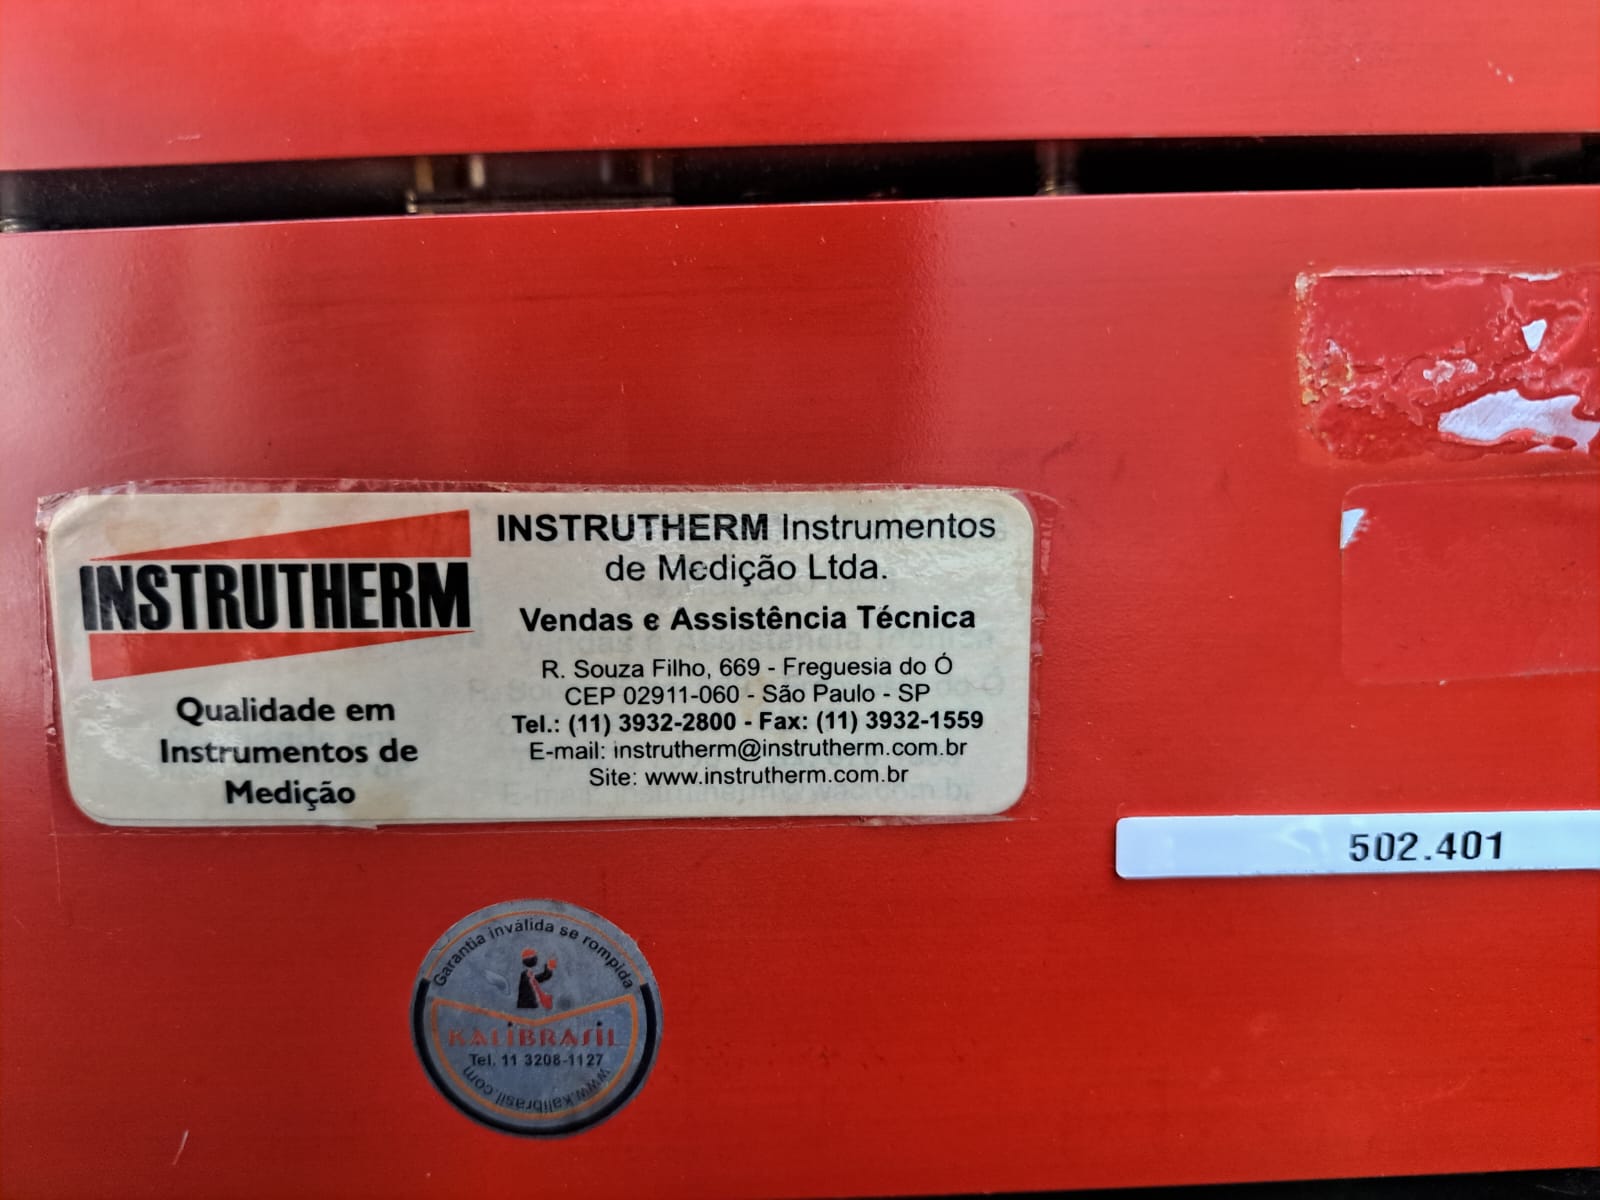 INSTRUTHERM
Qualidade em
Instrumentos de
Medição
INSTRUTHERM Instrumentos
de Medição Ltda.
Vendas e Assistência Técnica
R. Souza Filho, 669 - Freguesia do Ó
CEP 02911-060 - São Paulo - SP
Tel.: (11) 3932-2800 - Fax: (11) 3932-1559
E-mail: instrutherm@instrutherm.com.br
Site: www.instrutherm.com.br
502.401
Garantia inválida se rompida
KALIBRASIL
Tel. 11 3208-1127
www.kalibrasil.com